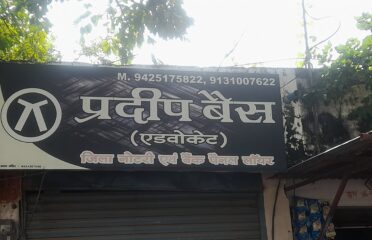 M. 9425175822, 9131007622
प्रदीप बैस
(एडवोकेट)
जिला नोटरी एवं बैंक पैनल लॉयर